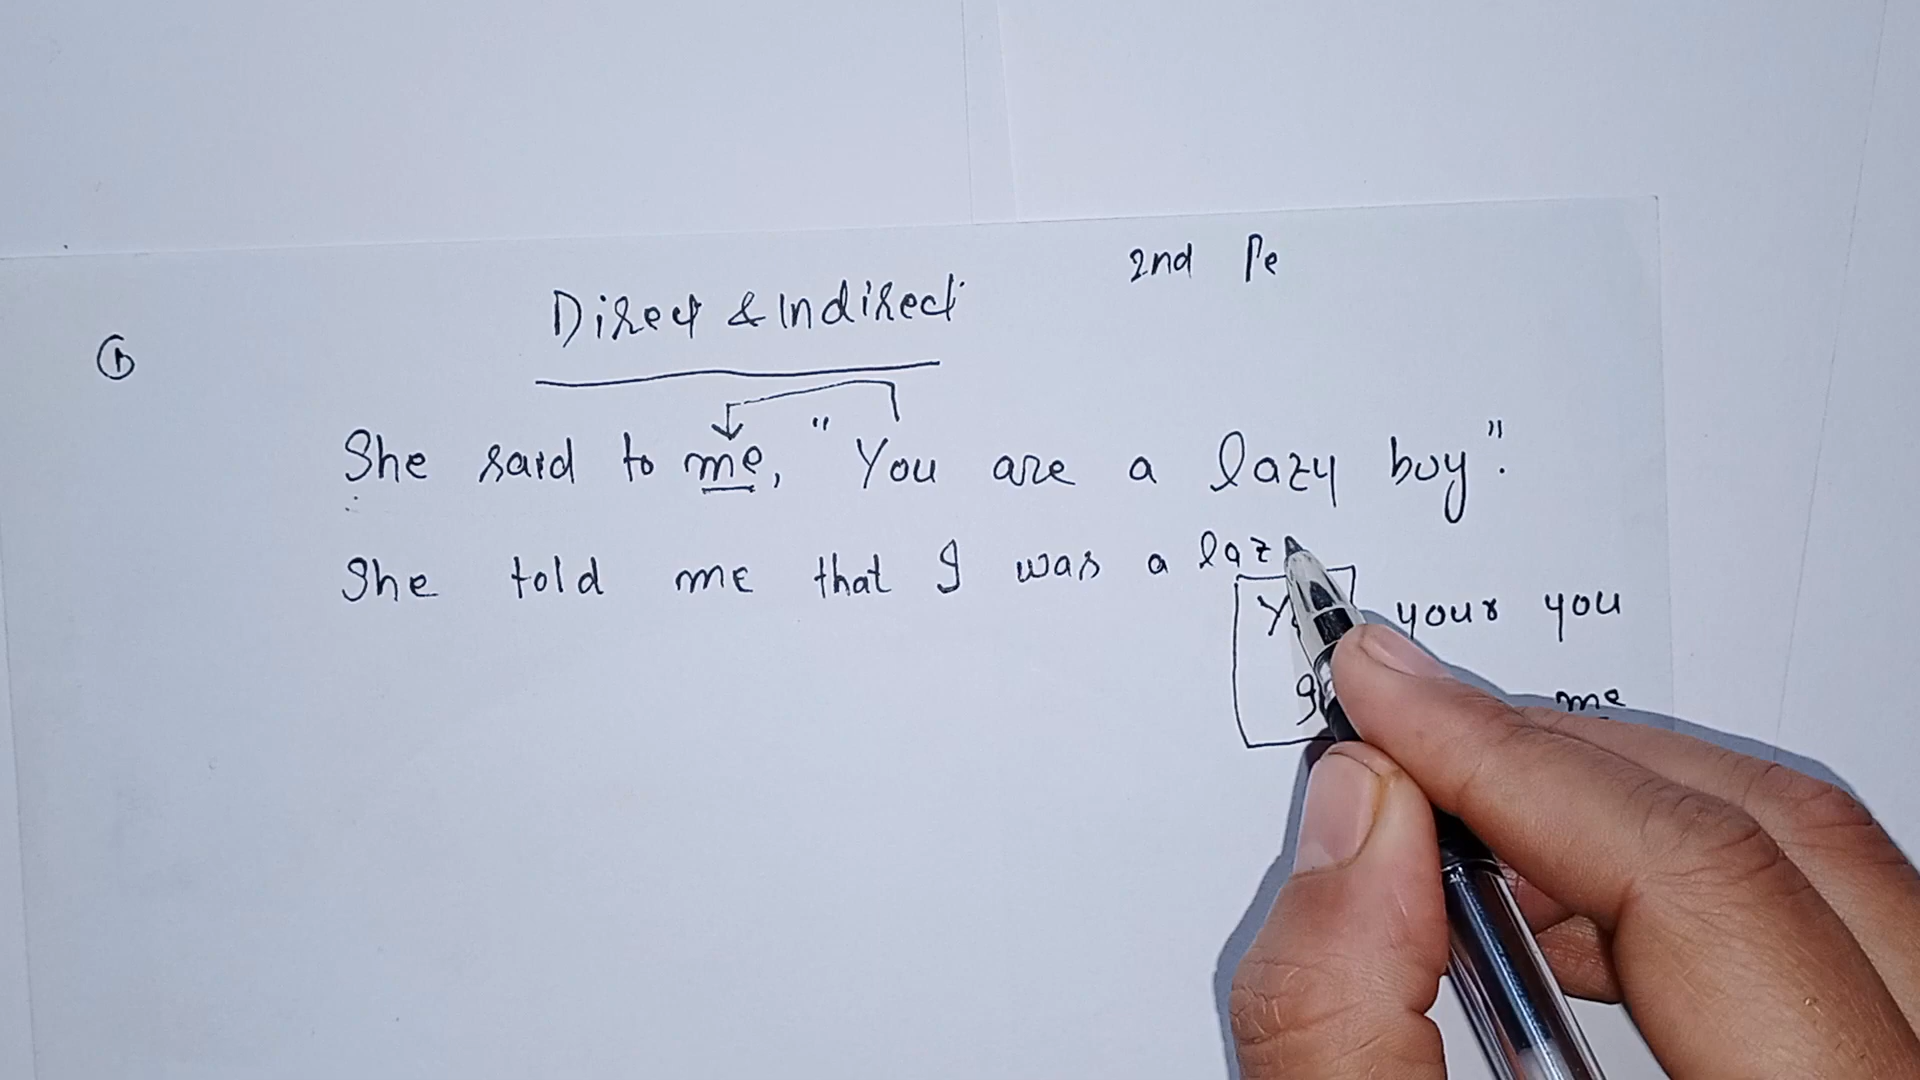 2nd Pe
Direct & Indirect
1
She said to me, "You are a lazy boy".
She told me that I was a laz
your you
me